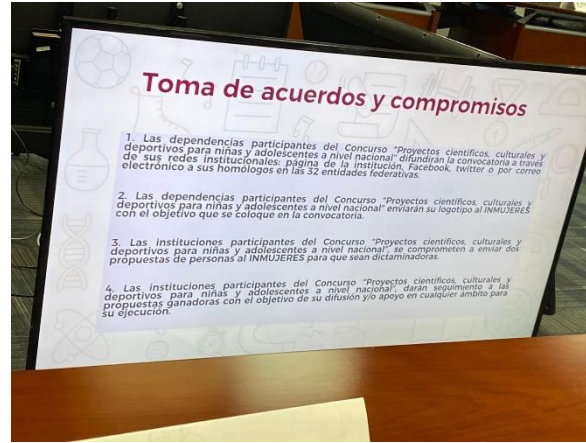 Toma de acuerdos y compromisos
1. Las dependencias participantes del Concurso "Proyectos científicos, culturales y
deportivos para niñas y adolescentes a nivel nacional" difundirán la convocatoria a través
de sus redes institucionales: página de la institución, Facebook, twitter o por correo
electrónico a sus homólogos en las 32 entidades federativas.
2. Las dependencias participantes del Concurso "Proyectos científicos, culturales y
deportivos para niñas y adolescentes a nivel nacional" enviarán su logotipo al INMUJERES
con el objetivo que se coloque en la convocatoria.
3. Las instituciones participantes del Concurso "Proyectos científicos, culturales y
deportivos para niñas y adolescentes a nivel nacional", se comprometen a enviar dos
propuestas de personas al INMUJERES para que sean dictaminadoras.
4. Las instituciones participantes del Concurso "Proyectos científicos, culturales y
deportivos para niñas y adolescentes a nivel nacional", darán seguimiento a las
propuestas ganadoras con el objetivo de su difusión y/o apoyo en cualquier ámbito para
su ejecución.